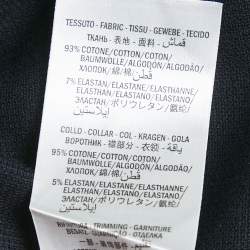 TESSUTO - FABRIC - TISSU - GEWEBE - TECIDO
ТКАНЬ - 表地 - 面料 - قماش
93% COTONE/COTTON/COTON/
BAUMWOLLE/ALGODÓN/ALGODÃO/
ХЛОПОК/綿/棉/قطن
7% ELASTAN/ELASTANE/ELASTHANNE/
ELASTHAN/ELASTANO/ELASTANO/
ЭЛАСТАН/ポリウレタン/氨纶/
إيلاستين
COLLO - COLLAR - COL - KRAGEN - GOLA
ВОРОТНИК - 襟部分 - 衣领 - ياقة
95% COTONE/COTTON/COTON/
BAUMWOLLE/ALGODÓN/ALGODÃO/
ХЛОПОК/綿/棉/قطن
5% ELASTAN/ELASTANE/ELASTHANNE/
ELASTHAN/ELASTANO/ELASTANO/
ЭЛАСТАН/ポリウレタン/氨纶/
إيلاستين
TRIMMING - GARNITURE
ОТДЕЛКА